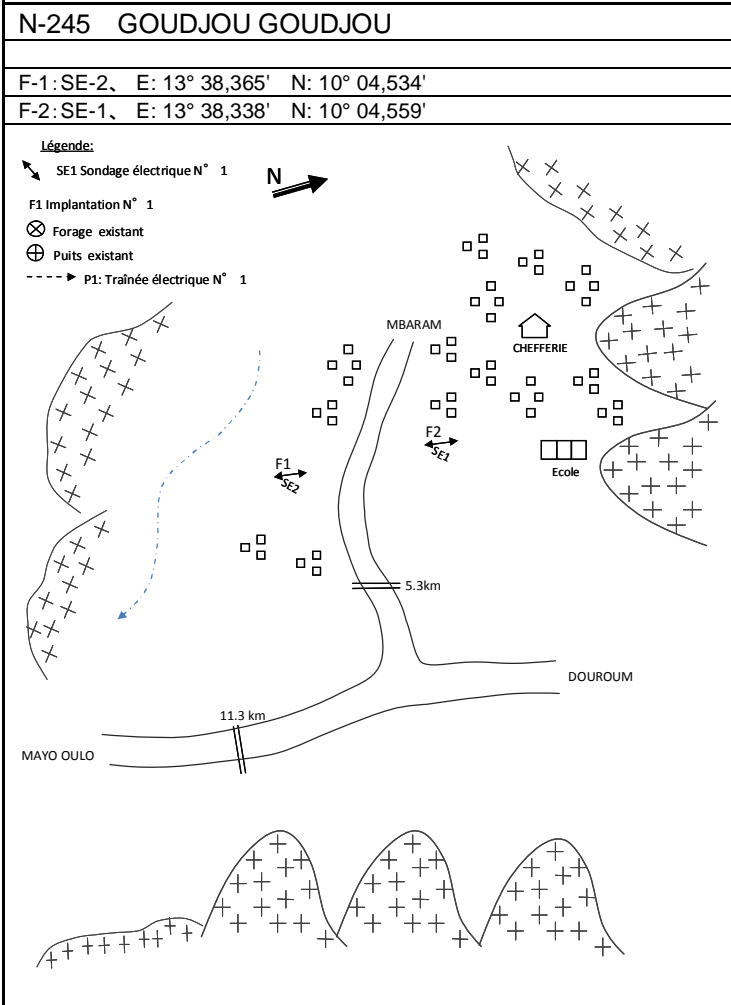 N-245 GOUDJOU GOUDJOU
F-1:SE-2、 E: 13° 38,365' N: 10° 04,534'
F-2:SE-1、 E: 13° 38,338' N: 10° 04,559'
Légende:
SE1 Sondage électrique N° 1
N
F1 Implantation N° 1
Forage existant
Puits existant
P1: Traînée électrique N° 1
MBARAM
CHEFFERIE
F2
SE1
F1
SE2
Ecole
5.3km
DOUROUM
11.3 km
MAYO OULO